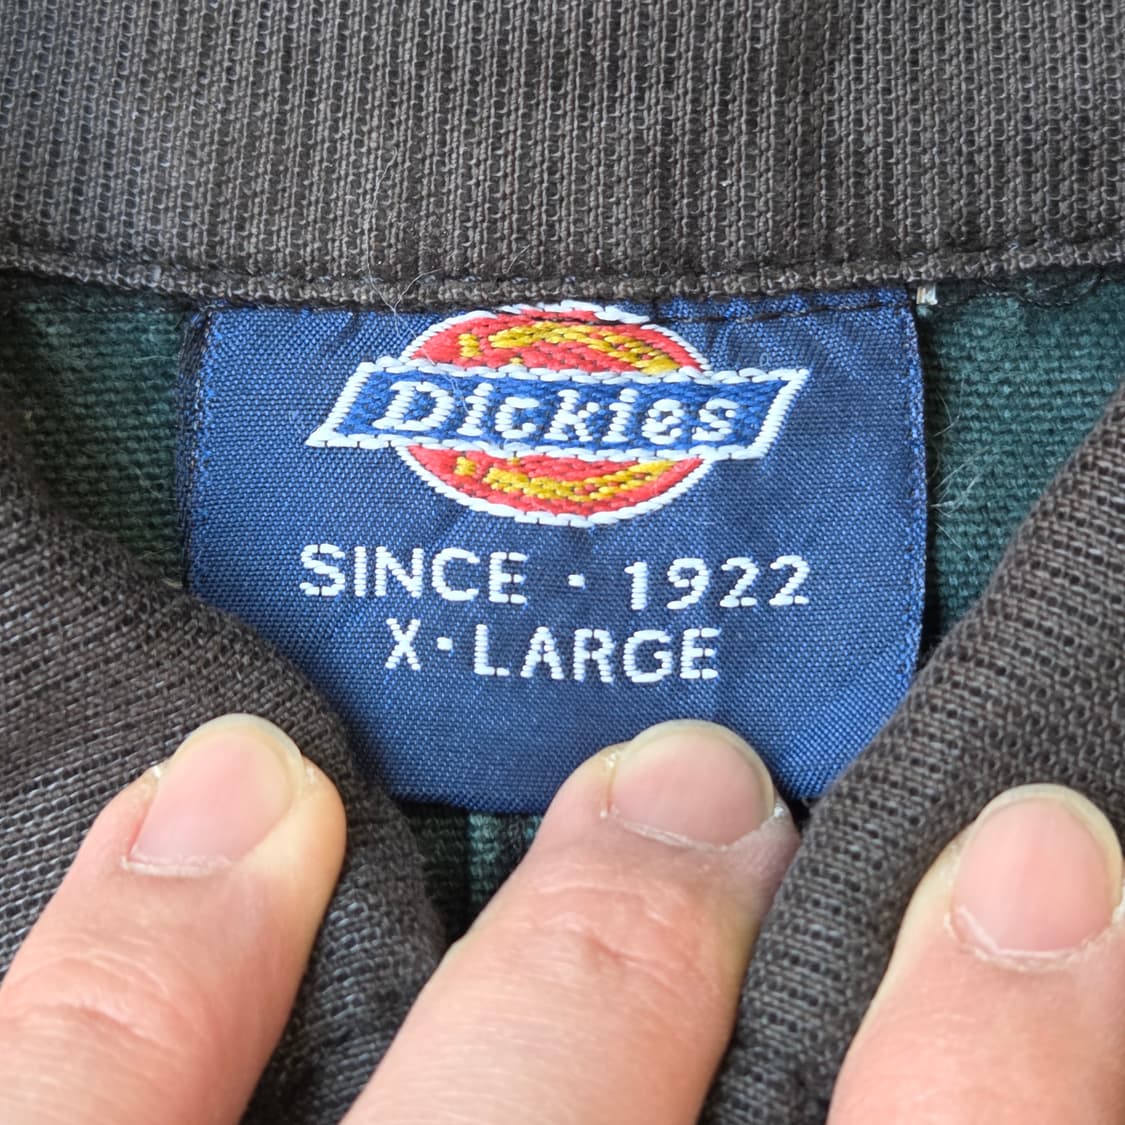 Dickies
SINCE · 1922
X-LARGE